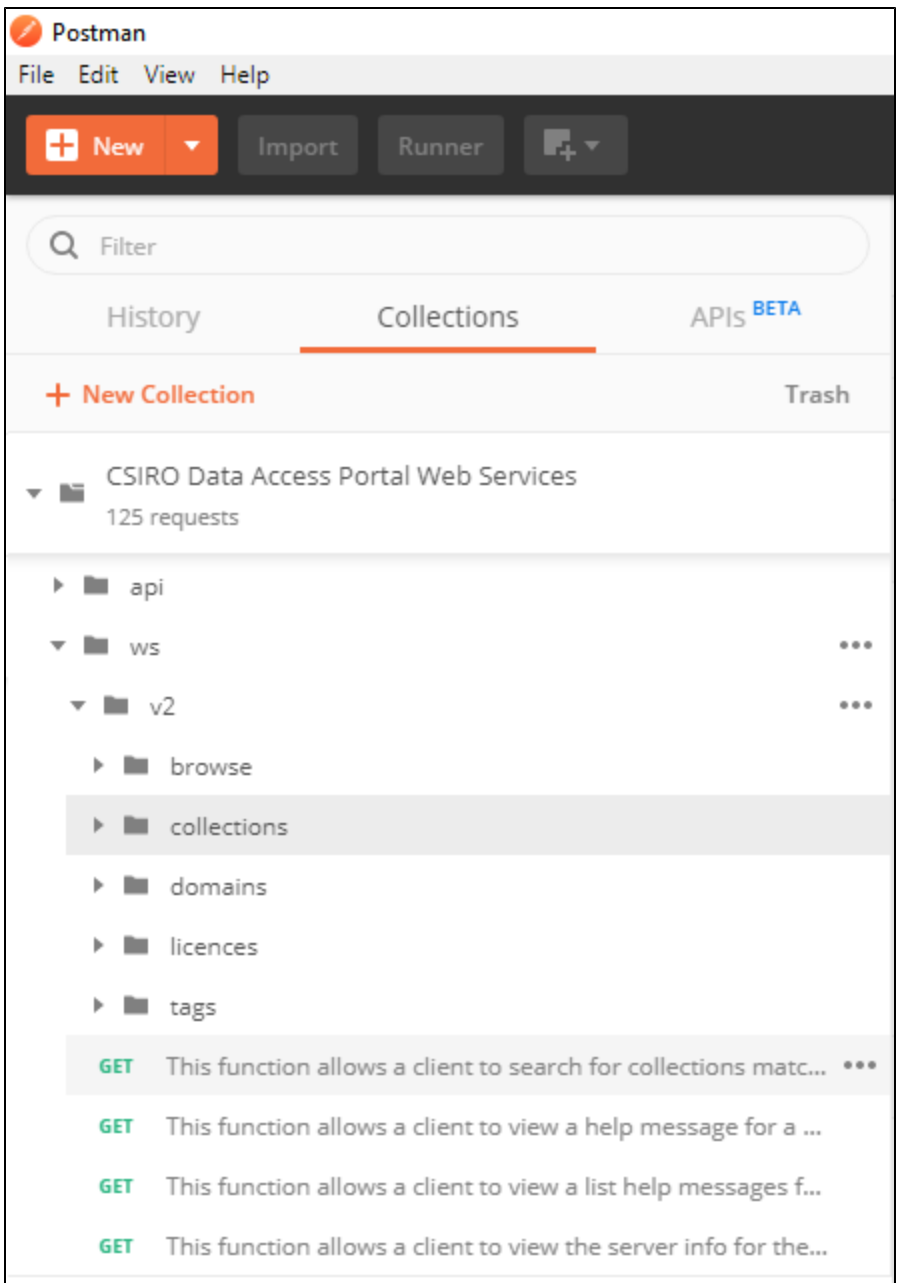 Postman
File Edit View Help
New Import Runner
Filter
History Collections APIs BETA
+ New Collection Trash
CSIRO Data Access Portal Web Services
125 requests
api
ws
v2
browse
collections
domains
licences
tags
GET This function allows a client to search for collections matc...
GET This function allows a client to view a help message for a ...
GET This function allows a client to view a list help messages f...
GET This function allows a client to view the server info for the...